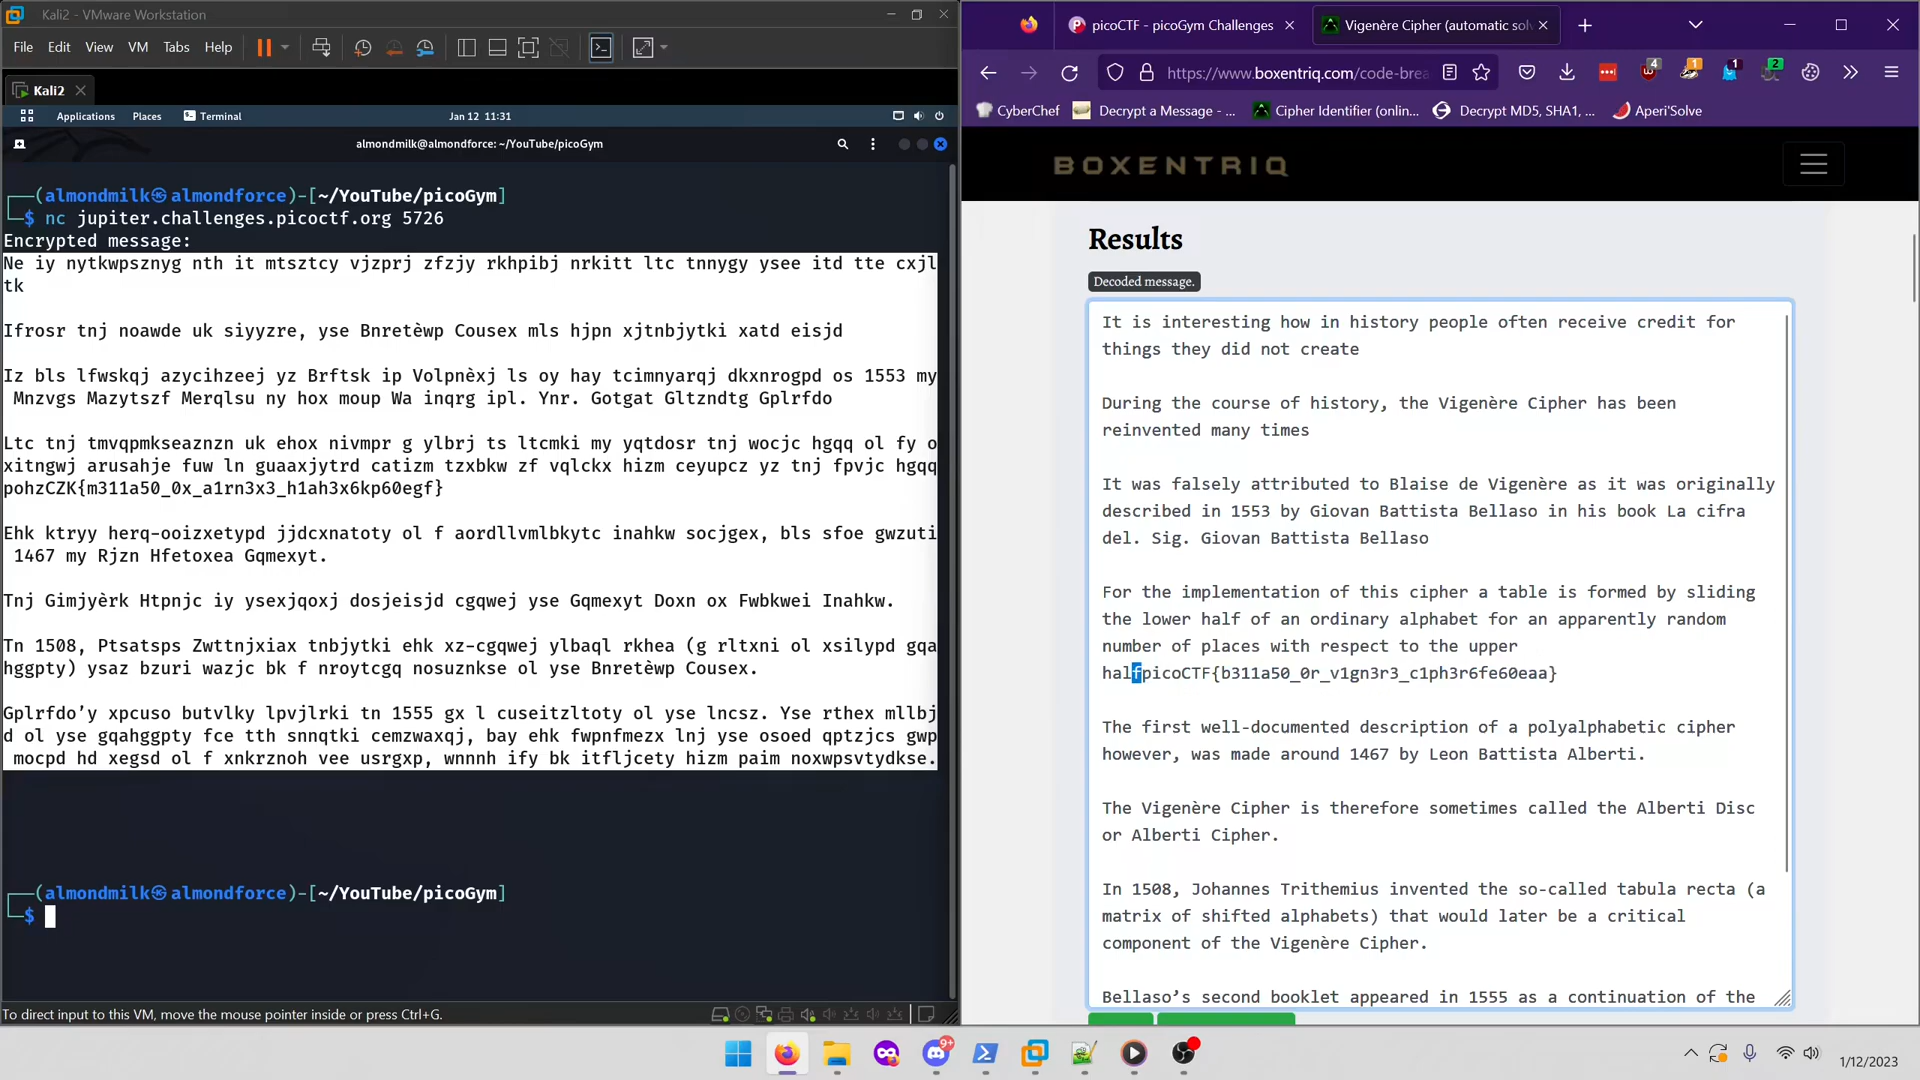 Kali2 - VMware Workstation
File Edit View VM Tabs Help
Kali2
Applications Places Terminal Jan 12 11:31
almondmilk@almondforce: ~/YouTube/picoGym
(almondmilk㉿almondforce)-[~/YouTube/picoGym]
$ nc jupiter.challenges.picoctf.org 5726
Encrypted message:
Ne iy nytkwpsznyg nth it mtsztcy vjzprj zfzjy rkhpibj nrkitt ltc tnnygy ysee itd tte cxjl
tk
Ifrosr tnj noawde uk siyyzre, yse Bnretèwp Cousex mls hjpn xjtnbjytki xatd eisjd
Iz bls lfwskqj azycihzeej yz Brftsk ip Volpnèxj ls oy hay tcimnyarqj dkxnrogpd os 1553 my
Mnzvgs Mazytszf Merqlsu ny hox moup Wa inqrg ipl. Ynr. Gotgat Gltzndtg Gplrfdo
Ltc tnj tmvqpmkseaznzn uk ehox nivmpr g ylbrj ts ltcmki my yqtdosr tnj wocjc hgqq ol fy o
xitngwj arusahje fuw ln guaaxjytrd catizm tzxbkw zf vqlckx hizm ceyupcz yz tnj fpvjc hgqq
pohzCZK{m311a50_0x_a1rn3x3_h1ah3x6kp60egf}
Ehk ktryy herq-ooizxetypd jjdcxnatoty ol f aordllvmlbkytc inahkw socjgex, bls sfoe gwzuti
1467 my Rjzn Hfetoxea Gqmexyt.
Tnj Gimjyèrk Htpnjc iy ysexjqoxj dosjeisjd cgqwej yse Gqmexyt Doxn ox Fwbkwei Inahkw.
Tn 1508, Ptsatsps Zwttnjxiax tnbjytki ehk xz-cgqwej ylbaql rkhea (g rltxni ol xsilypd gqa
hggpty) ysaz bzuri wazjc bk f nroytcgq nosuznkse ol yse Bnretèwp Cousex.
Gplrfdo’y xpcuso butvlky lpvjlrki tn 1555 gx l cuseitzltoty ol yse lncsz. Yse rthex mllbj
d ol yse gqahggpty fce tth snnqtki cemzwaxqj, bay ehk fwpnfmezx lnj yse osoed qptzjcs gwp
mocpd hd xegsd ol f xnkrznoh vee usrgxp, wnnnh ify bk itfljcety hizm paim noxwpsvtydkse.
(almondmilk㉿almondforce)-[~/YouTube/picoGym]
$
To direct input to this VM, move the mouse pointer inside or press Ctrl+G.
picoCTF - picoGym Challenges
Vigenère Cipher (automatic solv
https://www.boxentriq.com/code-brea
4 1 1 2
CyberChef Decrypt a Message - ... Cipher Identifier (onlin... Decrypt MD5, SHA1, ... Aperi'Solve
BOXENTRIQ
Results
Decoded message.
It is interesting how in history people often receive credit for
things they did not create
During the course of history, the Vigenère Cipher has been
reinvented many times
It was falsely attributed to Blaise de Vigenère as it was originally
described in 1553 by Giovan Battista Bellaso in his book La cifra
del. Sig. Giovan Battista Bellaso
For the implementation of this cipher a table is formed by sliding
the lower half of an ordinary alphabet for an apparently random
number of places with respect to the upper
halfpicoCTF{b311a50_0r_v1gn3r3_c1ph3r6fe60eaa}
The first well-documented description of a polyalphabetic cipher
however, was made around 1467 by Leon Battista Alberti.
The Vigenère Cipher is therefore sometimes called the Alberti Disc
or Alberti Cipher.
In 1508, Johannes Trithemius invented the so-called tabula recta (a
matrix of shifted alphabets) that would later be a critical
component of the Vigenère Cipher.
Bellaso’s second booklet appeared in 1555 as a continuation of the
9+
1/12/2023